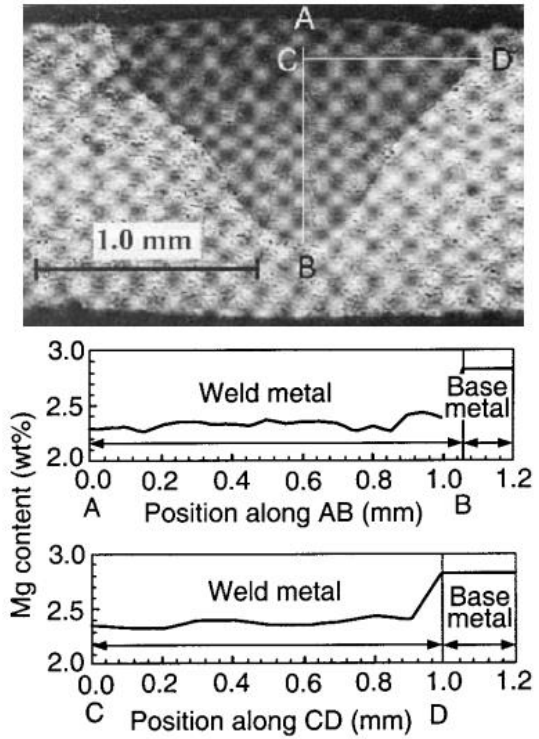 A
C D
1.0 mm
B
3.0
2.5
2.0
Mg content (wt%)
Weld metal
Base
metal
0.0 0.2 0.4 0.6 0.8 1.0 1.2
A Position along AB (mm) B
3.0
2.5
2.0
Weld metal
Base
metal
0.0 0.2 0.4 0.6 0.8 1.0 1.2
C Position along CD (mm) D